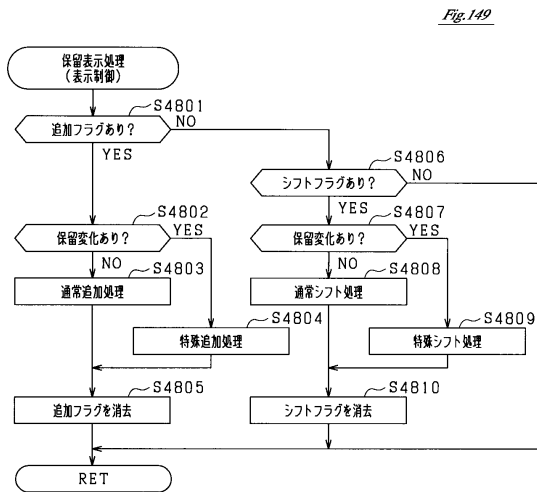 Fig.149
保留表示処理
(表示制御)
S4801
追加フラグあり?
NO
YES
S4806
シフトフラグあり?
NO
YES
S4802
保留変化あり?
YES
NO
S4807
保留変化あり?
YES
NO
S4803
通常追加処理
S4808
通常シフト処理
S4804
特殊追加処理
S4809
特殊シフト処理
S4805
追加フラグを消去
S4810
シフトフラグを消去
RET